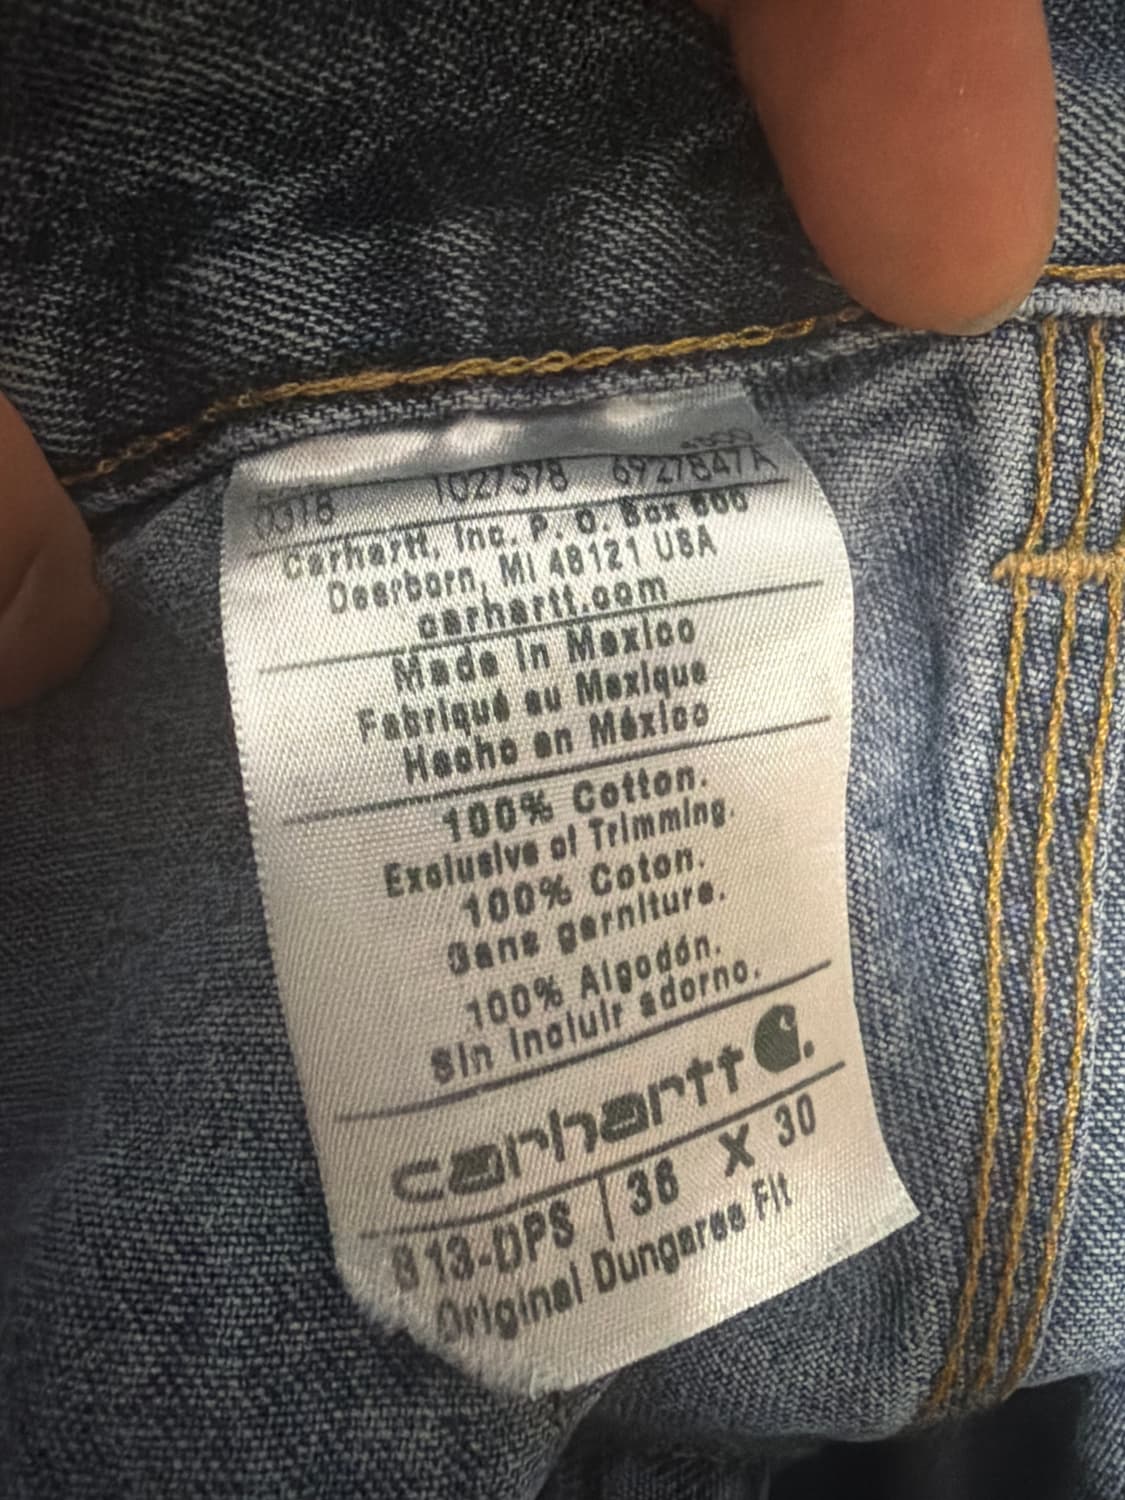 0318 1027578 6927847A
Carhartt, Inc. P. O. Box 600
Dearborn, MI 48121 USA
carhartt.com
Made in Mexico
Fabriqué au Mexique
Hecho en México
100% Cotton.
Exclusive of Trimming.
100% Coton.
Sans garniture.
100% Algodón.
Sin incluir adorno.
carhartt
813-DPS | 36 X 30
Original Dungaree Fit